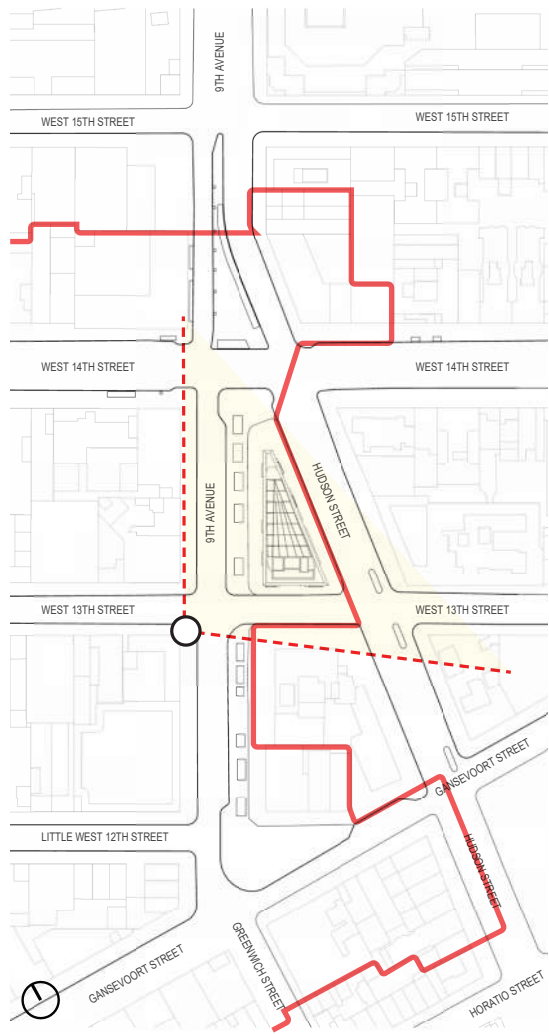 9TH AVENUE
WEST 15TH STREET
WEST 15TH STREET
WEST 14TH STREET
WEST 14TH STREET
HUDSON STREET
9TH AVENUE
WEST 13TH STREET
WEST 13TH STREET
GANSEVOORT STREET
LITTLE WEST 12TH STREET
HUDSON STREET
GREENWICH STREET
GANSEVOORT STREET
HORATIO STREET